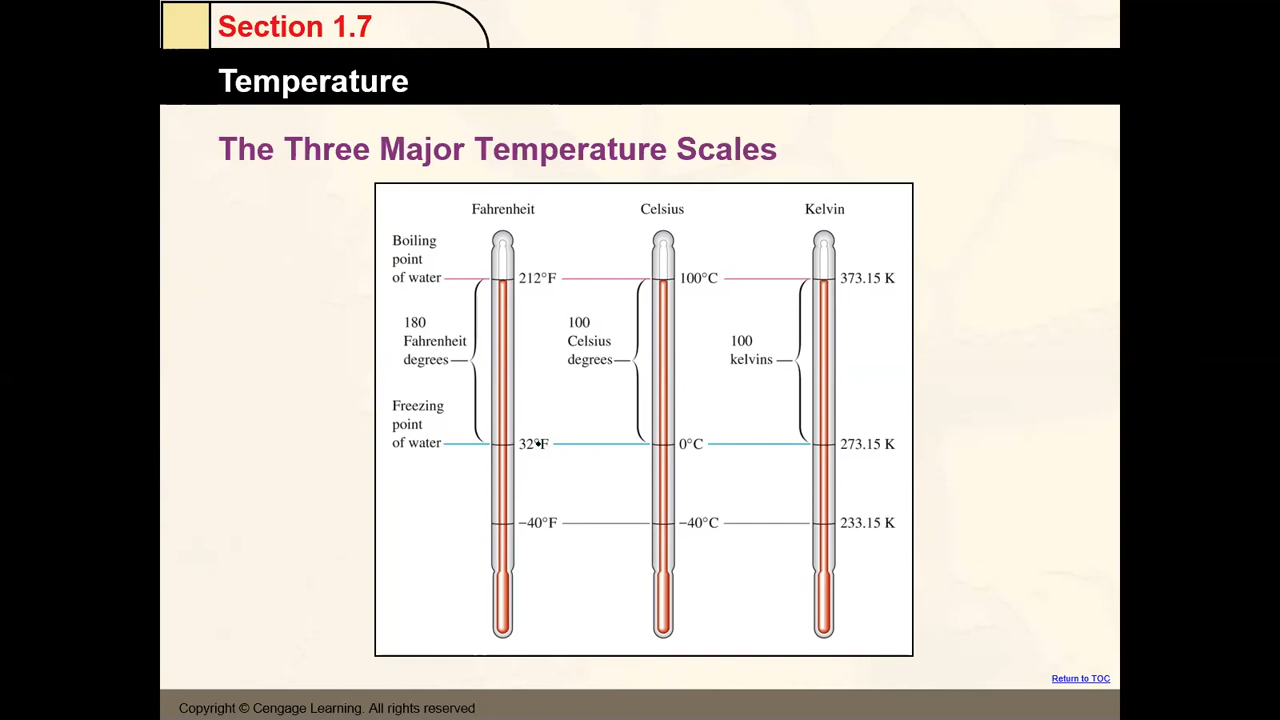 Section 1.7
Temperature
The Three Major Temperature Scales
Fahrenheit
Celsius
Kelvin
Boiling
point
of water
212°F
100°C
373.15 K
180
Fahrenheit
degrees
100
Celsius
degrees
100
kelvins
Freezing
point
of water
32°F
0°C
273.15 K
−40°F
−40°C
233.15 K
Return to TOC
Copyright © Cengage Learning. All rights reserved